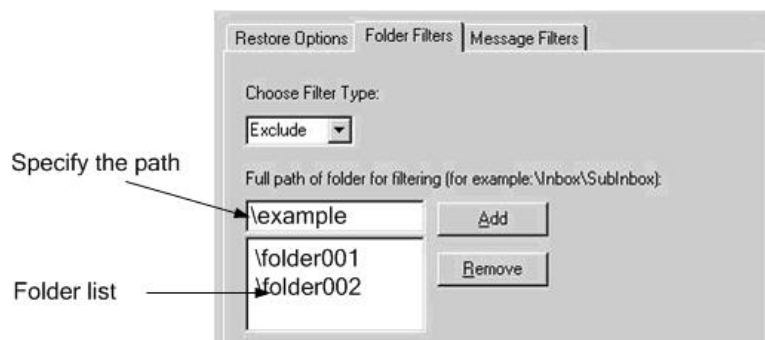 Restore Options Folder Filters Message Filters
Choose Filter Type:
Exclude
Specify the path
Full path of folder for filtering (for example:\Inbox\SubInbox):
\example Add
\folder001
Remove
\folder002
Folder list